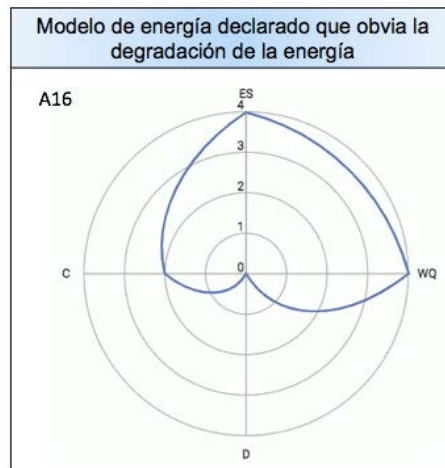 Modelo de energía declarado que obvia la
degradación de la energía
A16
ES
4
3
2
1
0
C
WQ
D